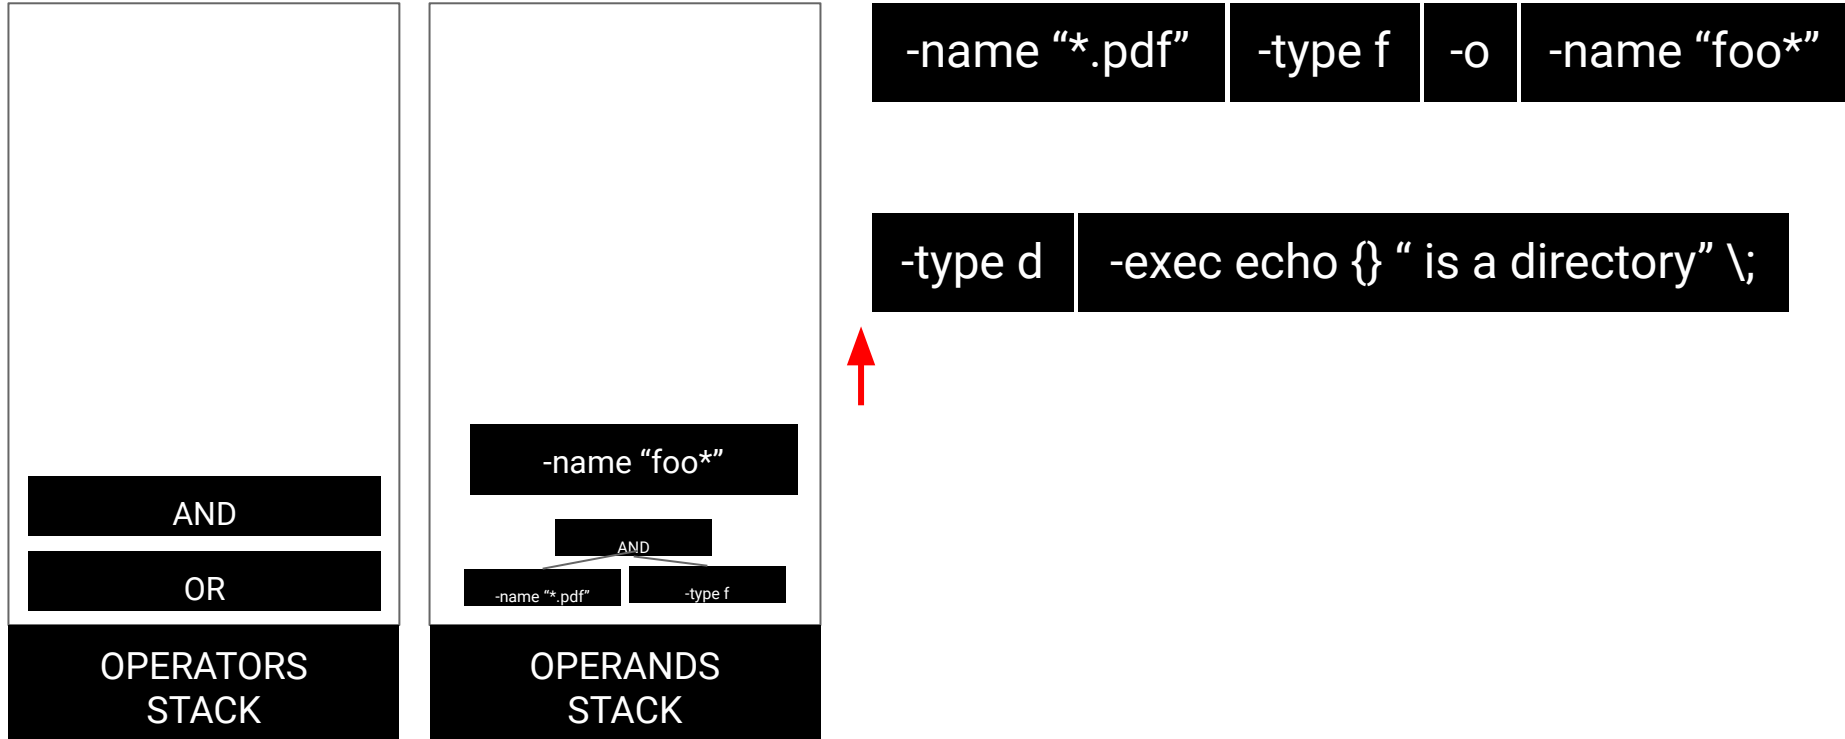 -name “*.pdf” -type f -o -name “foo*”
-type d -exec echo {} “ is a directory” \;
-name “foo*”
AND
AND
OR
-name “*.pdf” -type f
OPERATORS
STACK
OPERANDS
STACK